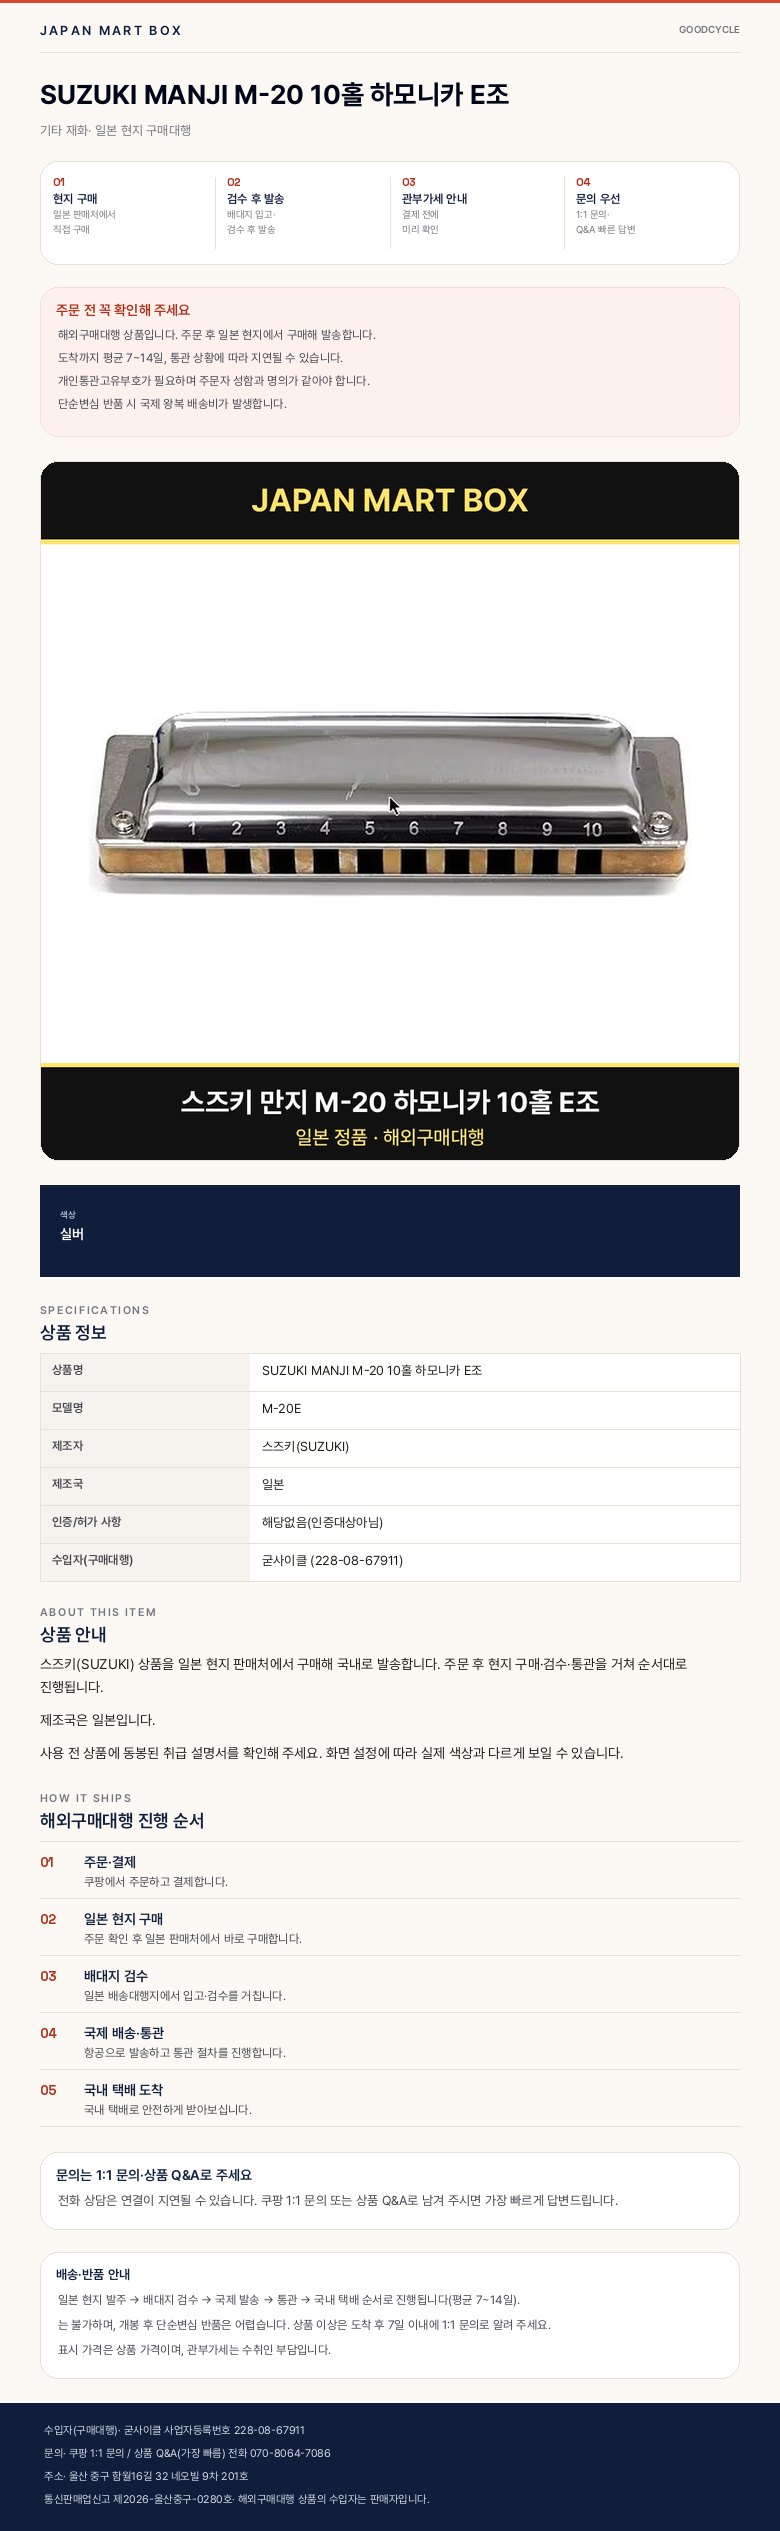 JAPAN MART BOX
GOODCYCLE
SUZUKI MANJI M-20 10홀 하모니카 E조
기타 재화· 일본 현지 구매대행
01
현지 구매
일본 판매처에서
직접 구매
02
검수 후 발송
배대지 입고·
검수 후 발송
03
관부가세 안내
결제 전에
미리 확인
04
문의 우선
1:1 문의·
Q&A 빠른 답변
주문 전 꼭 확인해 주세요
해외구매대행 상품입니다. 주문 후 일본 현지에서 구매해 발송합니다.
도착까지 평균 7~14일, 통관 상황에 따라 지연될 수 있습니다.
개인통관고유부호가 필요하며 주문자 성함과 명의가 같아야 합니다.
단순변심 반품 시 국제 왕복 배송비가 발생합니다.
JAPAN MART BOX
1 2 3 4 5 6 7 8 9 10
스즈키 만지 M-20 하모니카 10홀 E조
일본 정품 · 해외구매대행
색상
실버
SPECIFICATIONS
상품 정보
상품명 SUZUKI MANJI M-20 10홀 하모니카 E조
모델명 M-20E
제조자 스즈키(SUZUKI)
제조국 일본
인증/허가 사항 해당없음(인증대상아님)
수입자(구매대행) 굳사이클 (228-08-67911)
ABOUT THIS ITEM
상품 안내
스즈키(SUZUKI) 상품을 일본 현지 판매처에서 구매해 국내로 발송합니다. 주문 후 현지 구매·검수·통관을 거쳐 순서대로
진행됩니다.
제조국은 일본입니다.
사용 전 상품에 동봉된 취급 설명서를 확인해 주세요. 화면 설정에 따라 실제 색상과 다르게 보일 수 있습니다.
HOW IT SHIPS
해외구매대행 진행 순서
01 주문·결제
쿠팡에서 주문하고 결제합니다.
02 일본 현지 구매
주문 확인 후 일본 판매처에서 바로 구매합니다.
03 배대지 검수
일본 배송대행지에서 입고·검수를 거칩니다.
04 국제 배송·통관
항공으로 발송하고 통관 절차를 진행합니다.
05 국내 택배 도착
국내 택배로 안전하게 받아보십니다.
문의는 1:1 문의·상품 Q&A로 주세요
전화 상담은 연결이 지연될 수 있습니다. 쿠팡 1:1 문의 또는 상품 Q&A로 남겨 주시면 가장 빠르게 답변드립니다.
배송·반품 안내
일본 현지 발주 → 배대지 검수 → 국제 발송 → 통관 → 국내 택배 순서로 진행됩니다(평균 7~14일).
는 불가하며, 개봉 후 단순변심 반품은 어렵습니다. 상품 이상은 도착 후 7일 이내에 1:1 문의로 알려 주세요.
표시 가격은 상품 가격이며, 관부가세는 수취인 부담입니다.
수입자(구매대행)· 굳사이클 사업자등록번호 228-08-67911
문의· 쿠팡 1:1 문의 / 상품 Q&A(가장 빠름) 전화 070-8064-7086
주소· 울산 중구 함월16길 32 네오빌 9차 201호
통신판매업신고 제2026-울산중구-0280호· 해외구매대행 상품의 수입자는 판매자입니다.